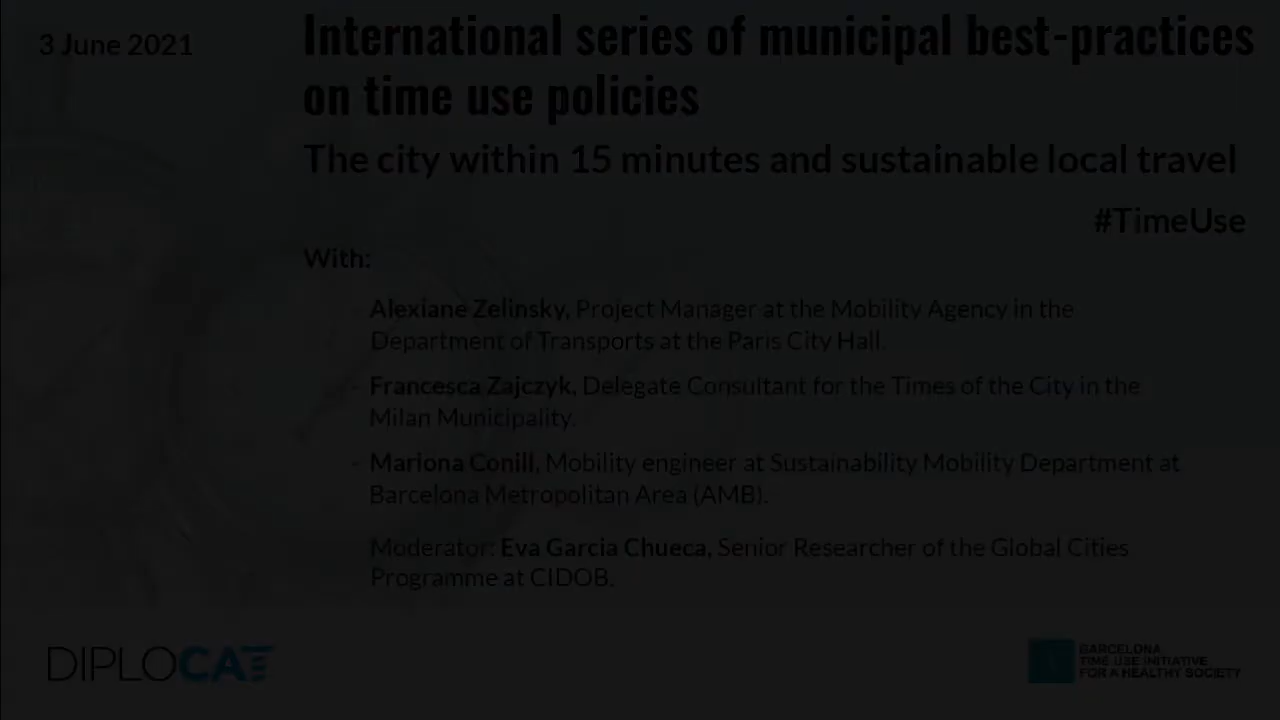 3 June 2021
International series of municipal best-practices
on time use policies
The city within 15 minutes and sustainable local travel
#TimeUse
With:
Alexiane Zelinsky, Project Manager at the Mobility Agency in the
Department of Transports at the Paris City Hall.
- Francesca Zajczyk, Delegate Consultant for the Times of the City in the
Milan Municipality.
- Mariona Conill, Mobility engineer at Sustainability Mobility Department at
Barcelona Metropolitan Area (AMB).
Moderator: Eva Garcia Chueca, Senior Researcher of the Global Cities
Programme at CIDOB.
DIPLOCAT
BARCELONA
TIME USE INITIATIVE
FOR A HEALTHY SOCIETY